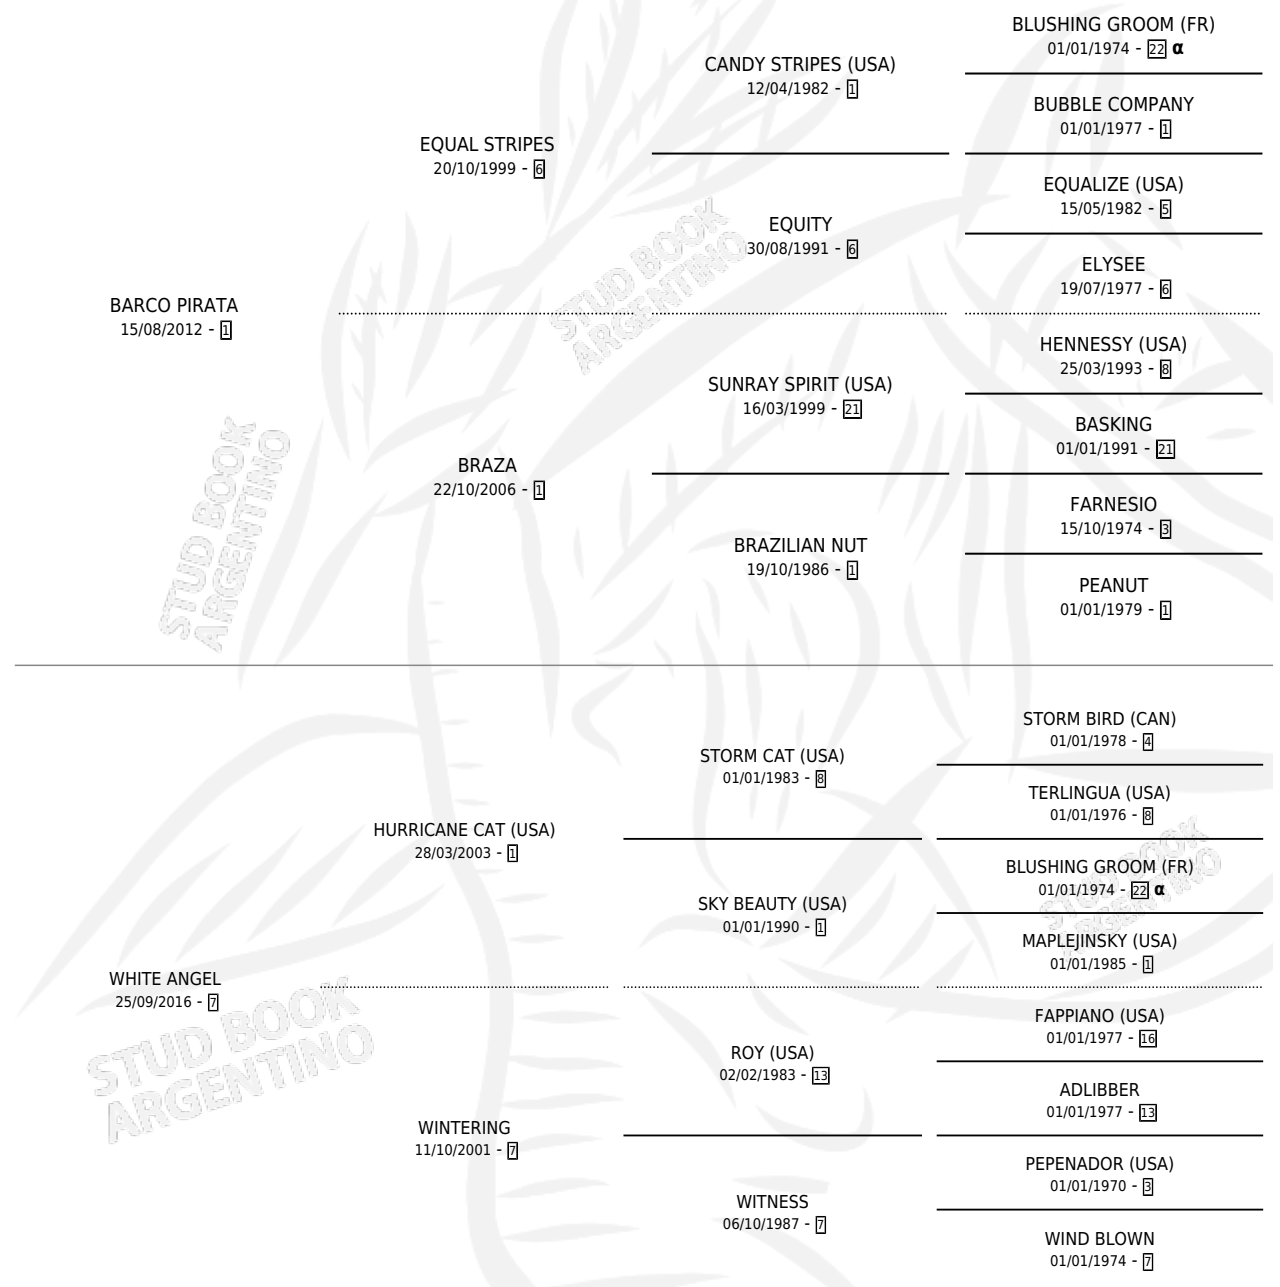 BLUSHING GROOM (FR)
01/01/1974 - 22 α
CANDY STRIPES (USA)
12/04/1982 - 1
BUBBLE COMPANY
01/01/1977 - 1
EQUAL STRIPES
20/10/1999 - 6
EQUALIZE (USA)
15/05/1982 - 5
EQUITY
30/08/1991 - 6
ELYSEE
19/07/1977 - 6
BARCO PIRATA
15/08/2012 - 1
STUD BOOK
ARGENTINO
HENNESSY (USA)
25/03/1993 - 8
SUNRAY SPIRIT (USA)
16/03/1999 - 21
BASKING
01/01/1991 - 21
BRAZA
22/10/2006 - 1
FARNESIO
15/10/1974 - 3
BRAZILIAN NUT
19/10/1986 - 1
PEANUT
01/01/1979 - 1
STUD BOOK
ARGENTINO
STORM BIRD (CAN)
01/01/1978 - 4
STORM CAT (USA)
01/01/1983 - 8
TERLINGUA (USA)
01/01/1976 - 8
HURRICANE CAT (USA)
28/03/2003 - 1
BLUSHING GROOM (FR)
01/01/1974 - 22 α
SKY BEAUTY (USA)
01/01/1990 - 1
MAPLEJINSKY (USA)
01/01/1985 - 1
STUD BOOK
ARGENTINO
WHITE ANGEL
25/09/2016 - 7
STUD BOOK
ARGENTINO
FAPPIANO (USA)
01/01/1977 - 16
ROY (USA)
02/02/1983 - 13
ADLIBBER
01/01/1977 - 13
WINTERING
11/10/2001 - 7
PEPENADOR (USA)
01/01/1970 - 3
WITNESS
06/10/1987 - 7
WIND BLOWN
01/01/1974 - 7